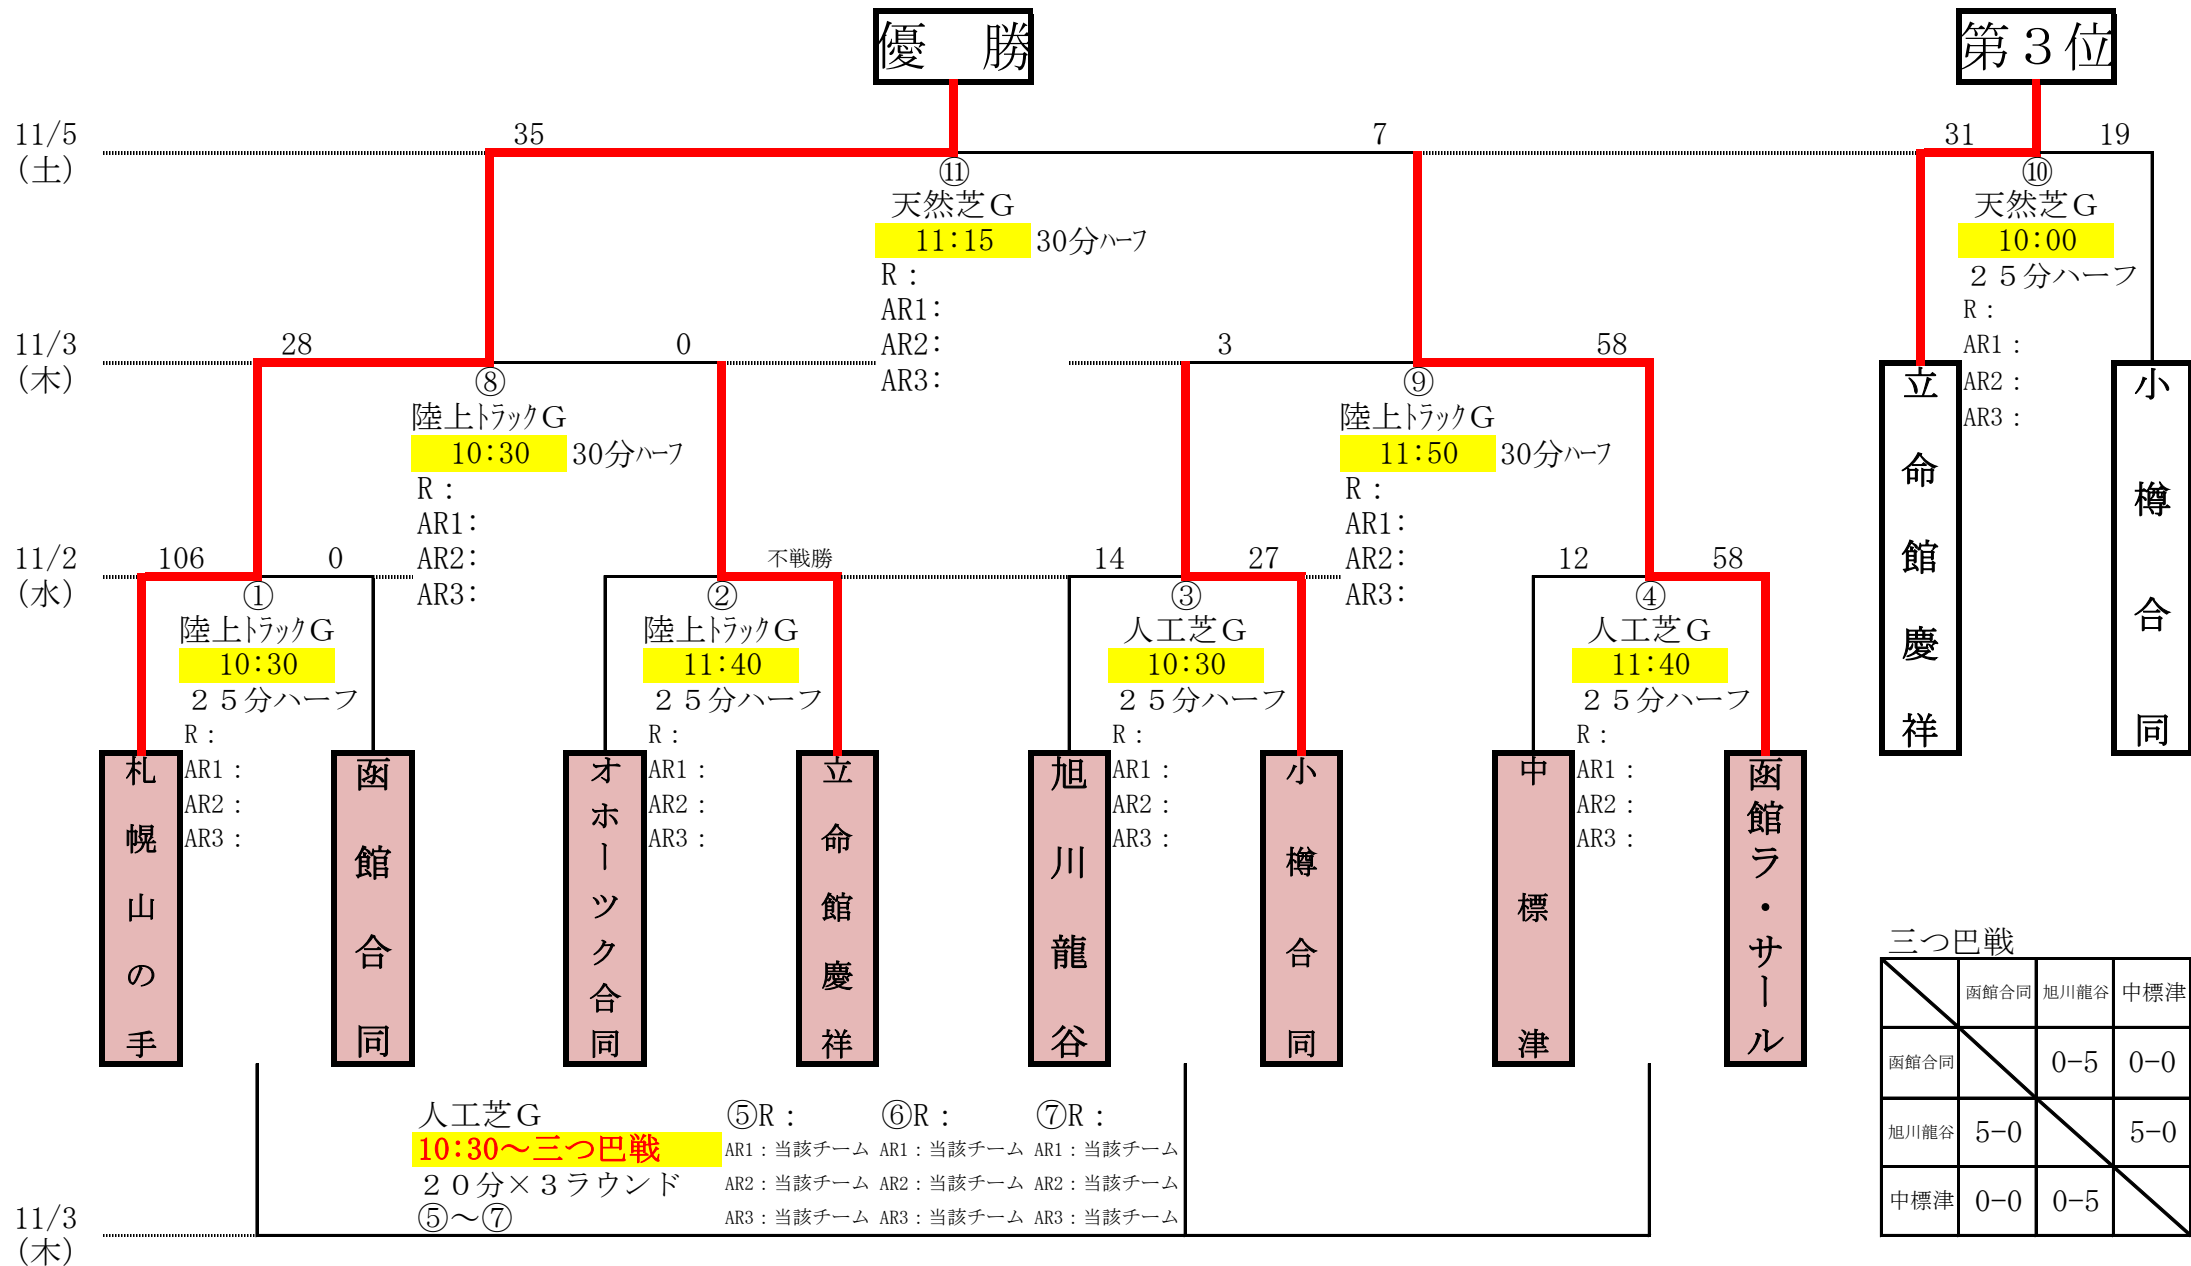 優　勝
第３位
11/5
(土)
35
7
31
19
⑪
天然芝Ｇ
11:15
30分ﾊｰﾌ
R：
AR1:
AR2:
AR3:
⑩
天然芝Ｇ
10:00
２５分ハーフ
R：
AR1：
AR2：
AR3：
11/3
(木)
28
0
3
58
⑧
陸上ﾄﾗｯｸＧ
10:30
30分ﾊｰﾌ
R：
AR1:
AR2:
AR3:
⑨
陸上ﾄﾗｯｸＧ
11:50
30分ﾊｰﾌ
R：
AR1:
AR2:
AR3:
立命館慶祥
小樽合同
11/2
(水)
106
0
不戦勝
14
27
12
58
①
陸上ﾄﾗｯｸＧ
10:30
２５分ハーフ
R：
AR1：
AR2：
AR3：
②
陸上ﾄﾗｯｸＧ
11:40
２５分ハーフ
R：
AR1：
AR2：
AR3：
③
人工芝Ｇ
10:30
２５分ハーフ
R：
AR1：
AR2：
AR3：
④
人工芝Ｇ
11:40
２５分ハーフ
R：
AR1：
AR2：
AR3：
札幌山の手
函館合同
オホーツク合同
立命館慶祥
旭川龍谷
小樽合同
中標津
函館ラ・サール
三つ巴戦
函館合同 旭川龍谷 中標津
函館合同 0-5 0-0
旭川龍谷 5-0 5-0
中標津 0-0 0-5
人工芝Ｇ
10:30～三つ巴戦
２０分×３ラウンド
⑤～⑦
⑤R：
AR1：当該チーム
AR2：当該チーム
AR3：当該チーム
⑥R：
AR1：当該チーム
AR2：当該チーム
AR3：当該チーム
⑦R：
AR1：当該チーム
AR2：当該チーム
AR3：当該チーム
11/3
(木)